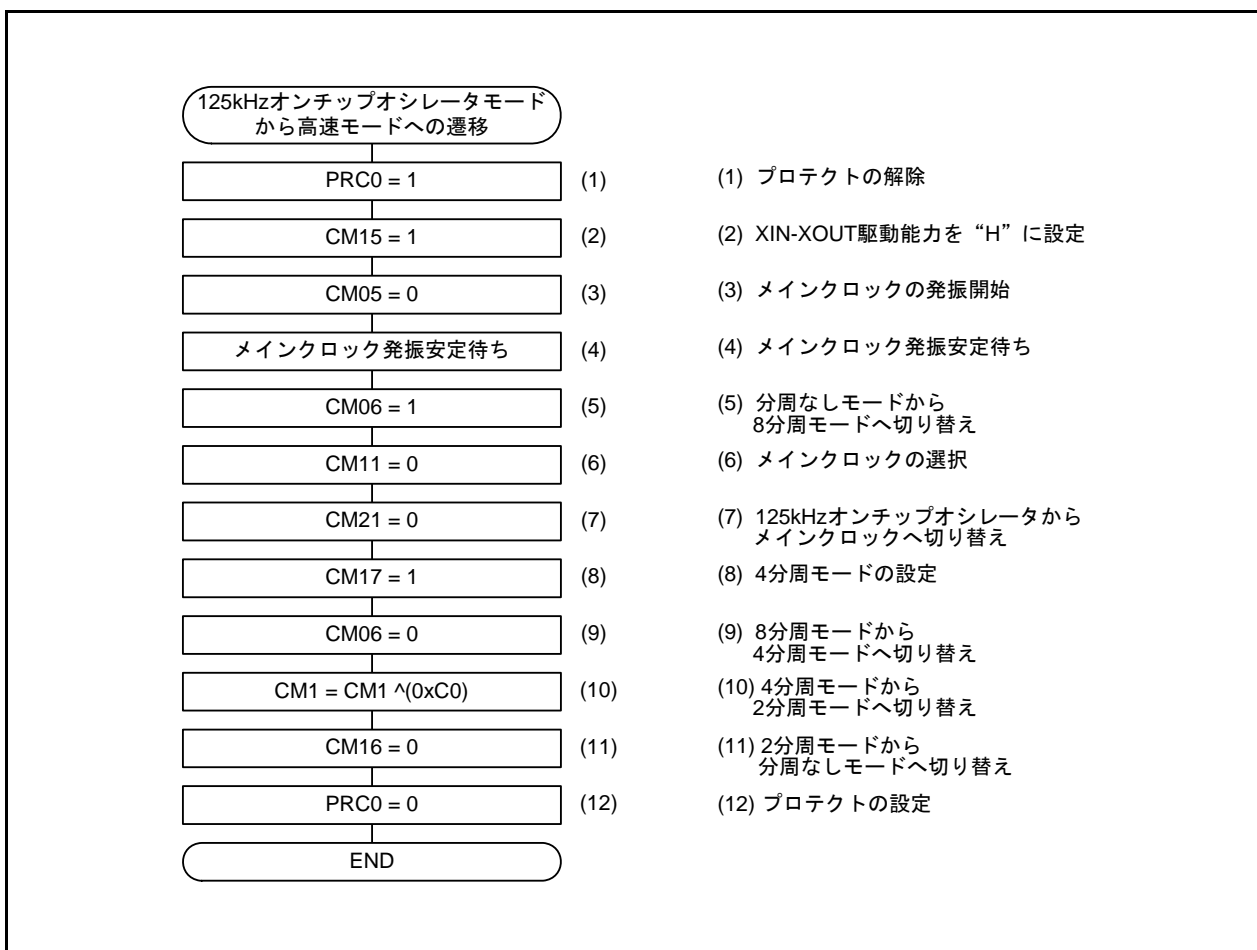 125kHzオンチップオシレータモード
から高速モードへの遷移
PRC0 = 1
(1)
(1) プロテクトの解除
CM15 = 1
(2)
(2) XIN-XOUT駆動能力を“H”に設定
CM05 = 0
(3)
(3) メインクロックの発振開始
メインクロック発振安定待ち
(4)
(4) メインクロック発振安定待ち
CM06 = 1
(5)
(5) 分周なしモードから
8分周モードへ切り替え
CM11 = 0
(6)
(6) メインクロックの選択
CM21 = 0
(7)
(7) 125kHzオンチップオシレータから
メインクロックへ切り替え
CM17 = 1
(8)
(8) 4分周モードの設定
CM06 = 0
(9)
(9) 8分周モードから
4分周モードへ切り替え
CM1 = CM1 ^(0xC0)
(10)
(10) 4分周モードから
2分周モードへ切り替え
CM16 = 0
(11)
(11) 2分周モードから
分周なしモードへ切り替え
PRC0 = 0
(12)
(12) プロテクトの設定
END